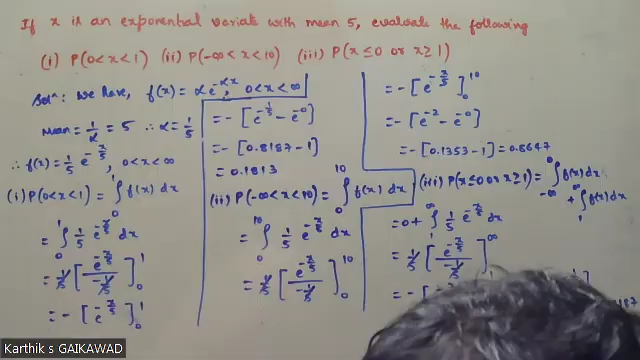 If x is an exponential variate with mean 5, evaluate the following
(i) P(0<x<1) (ii) P(-∞<x<10) (iii) P(x≤0 or x≥1)
Solⁿ: We have, f(x) = αe^{-αx}, 0<x<∞
Mean = 1/α = 5 ∴ α = 1/5
∴ f(x) = 1/5 e^{-x/5}, 0<x<∞
(i) P(0<x<1) = ∫₀¹ f(x) dx
= ∫₀¹ 1/5 e^{-x/5} dx
= 1/5 [e^{-x/5} / -1/5]₀¹
= -[e^{-x/5}]₀¹
= -[e^{-1/5} - e^{-0}]
= -[0.8187 - 1]
= 0.1813
(ii) P(-∞<x<10) = ∫₀¹⁰ f(x) dx
= ∫₀¹⁰ 1/5 e^{-x/5} dx
= 1/5 [e^{-x/5} / -1/5]₀¹⁰
= -[e^{-x/5}]₀¹⁰
= -[e^{-2} - e^{-0}]
= -[0.1353 - 1] = 0.8647
(iii) P(x≤0 or x≥1) = ∫_{-∞}^0 f(x) dx
+ ∫₁^∞ f(x) dx
= 0 + ∫₁^∞ 1/5 e^{-x/5} dx
= 1/5 [e^{-x/5} / -1/5]₁^∞
= -[
Karthik s GAIKAWAD